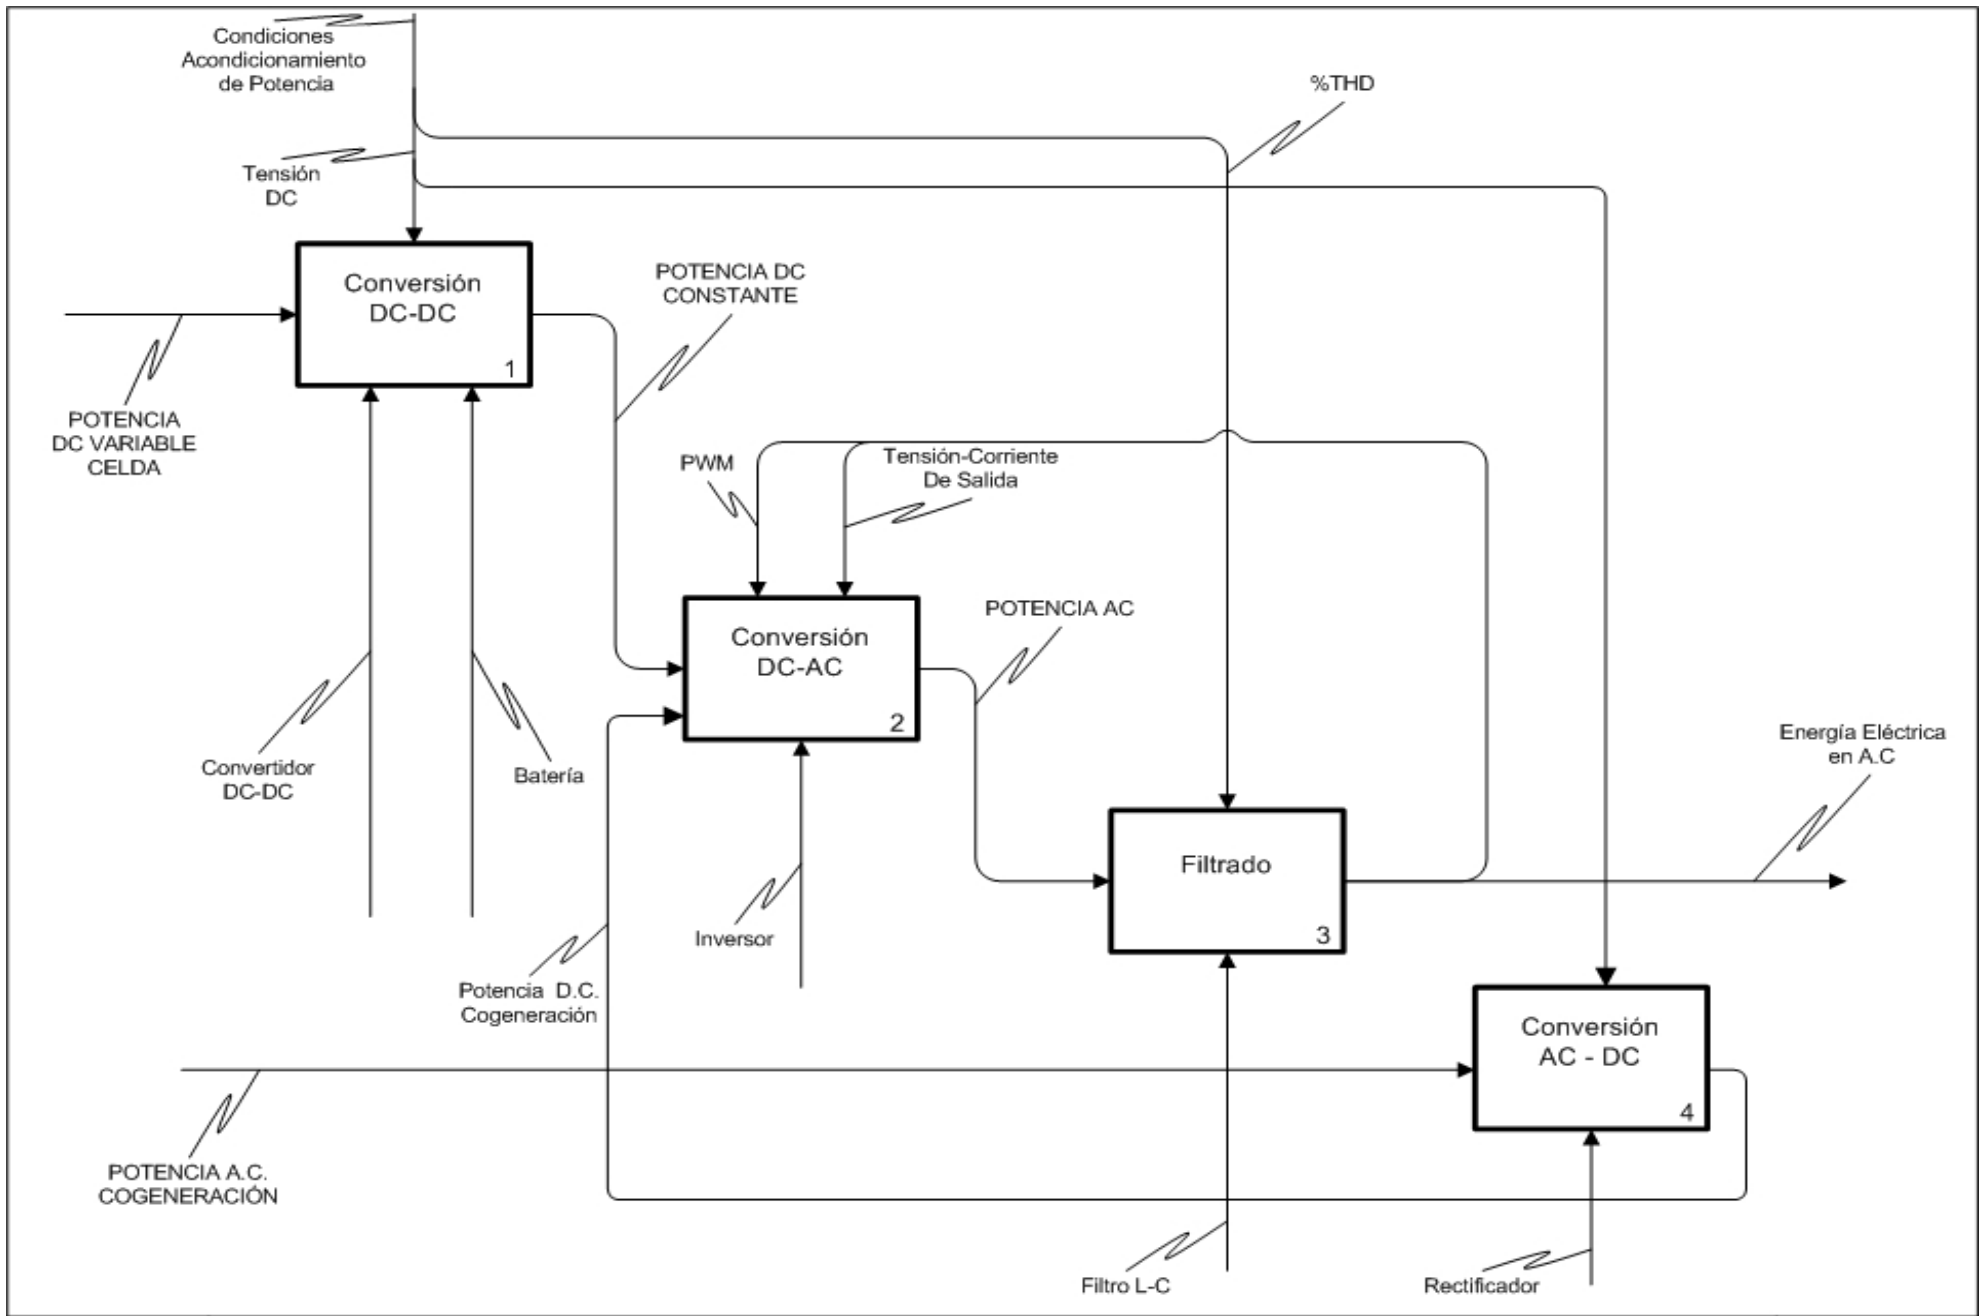 Condiciones
Acondicionamiento
de Potencia
%THD
Tensión
DC
Conversión
DC-DC
1
POTENCIA DC
CONSTANTE
POTENCIA
DC VARIABLE
CELDA
PWM
Tensión-Corriente
De Salida
Conversión
DC-AC
2
POTENCIA AC
Convertidor
DC-DC
Batería
Energía Eléctrica
en A.C
Filtrado
3
Inversor
Potencia D.C.
Cogeneración
Conversión
AC - DC
4
POTENCIA A.C.
COGENERACIÓN
Filtro L-C
Rectificador